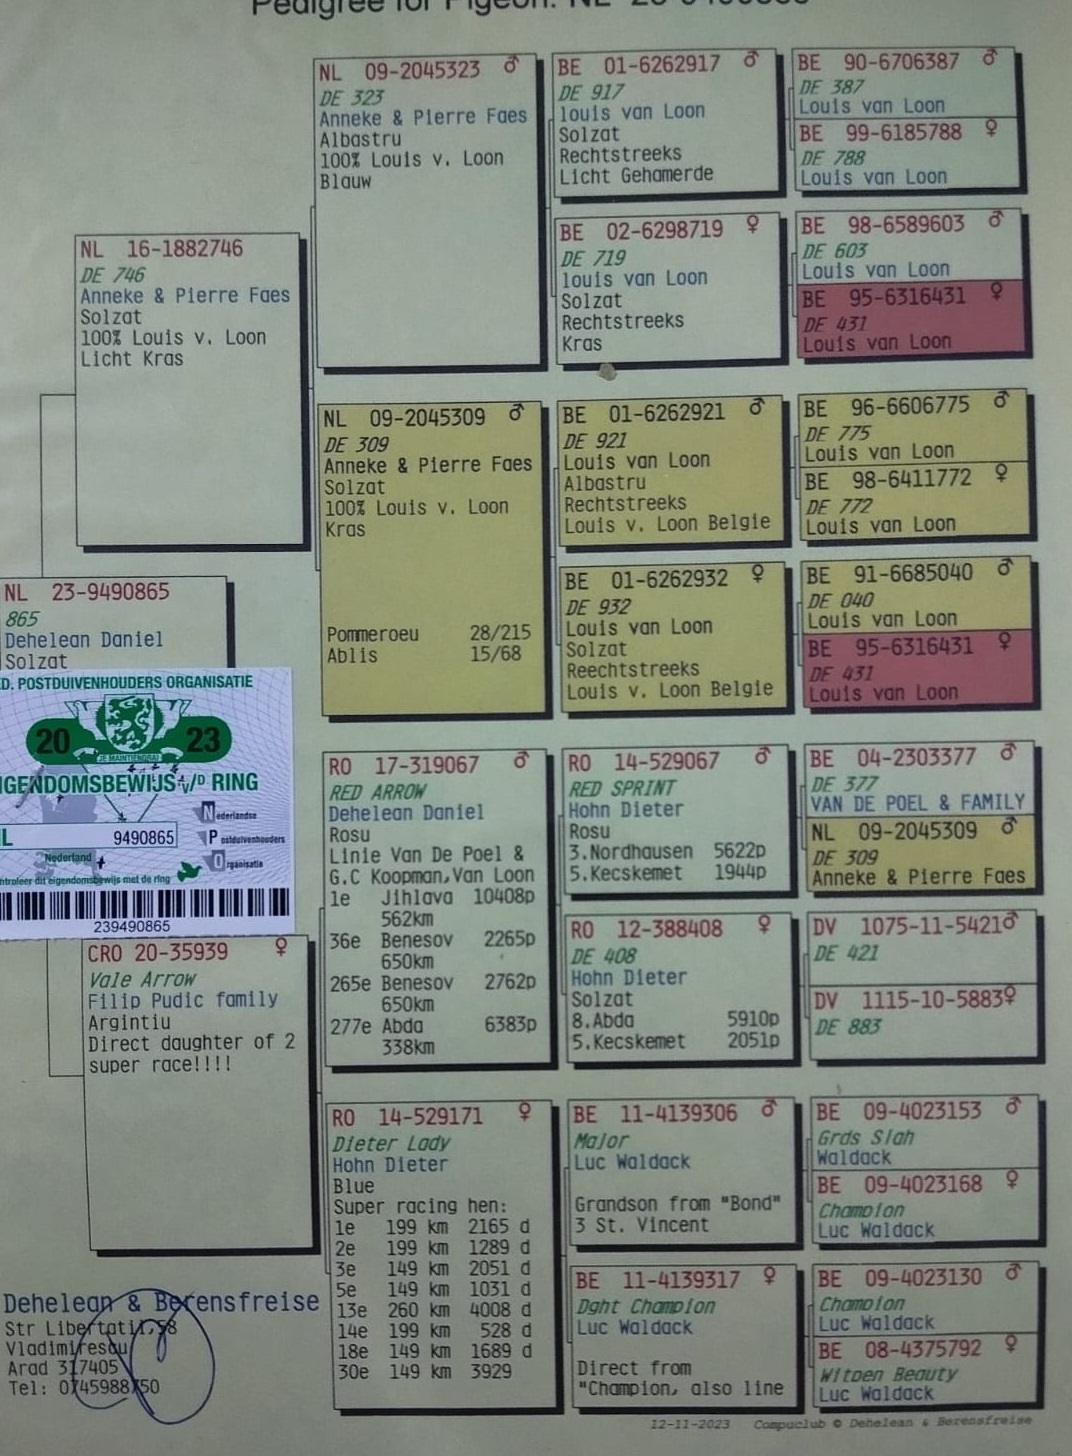 Pedigree for Pigeon: NL 23-9490865
NL 16-1882746
DE 746
Anneke & Pierre Faes
Solzat
100% Louis v. Loon
Licht Kras
NL 23-9490865
865
Dehelean Daniel
Solzat
D. POSTDUIVENHOUDERS ORGANISATIE
20 23
JE MAINTIENDRAI
IGENDOMSBEWIJS v/D RING
Nederlandse
L 9490865
Postduivenhouders
Nederland
Organisatie
ntroleer dit eigendomsbewijs met de ring
239490865
CRO 20-35939 ♀
Vale Arrow
Filip Pudic family
Argintiu
Direct daughter of 2
super race!!!!
Dehelean & Berensfreise
Str Libertatii,58
Vladimirescu
Arad 317405
Tel: 0745988750
NL 09-2045323 ♂
DE 323
Anneke & Pierre Faes
Albastru
100% Louis v. Loon
Blauw
NL 09-2045309 ♂
DE 309
Anneke & Pierre Faes
Solzat
100% Louis v. Loon
Kras
Pommeroeu 28/215
Ablis 15/68
RO 17-319067 ♂
RED ARROW
Dehelean Daniel
Rosu
Linie Van De Poel &
G.C Koopman,Van Loon
1e Jihlava 10408p
562km
36e Benesov 2265p
650km
265e Benesov 2762p
650km
277e Abda 6383p
338km
RO 14-529171 ♀
Dieter Lady
Hohn Dieter
Blue
Super racing hen:
1e 199 km 2165 d
2e 199 km 1289 d
3e 149 km 2051 d
5e 149 km 1031 d
13e 260 km 4008 d
14e 199 km 528 d
18e 149 km 1689 d
30e 149 km 3929
BE 01-6262917 ♂
DE 917
louis van Loon
Solzat
Rechtstreeks
Licht Gehamerde
BE 02-6298719 ♀
DE 719
louis van Loon
Solzat
Rechtstreeks
Kras
BE 01-6262921 ♂
DE 921
Louis van Loon
Albastru
Rechtstreeks
Louis v. Loon Belgie
BE 01-6262932 ♀
DE 932
Louis van Loon
Solzat
Reechtstreeks
Louis v. Loon Belgie
RO 14-529067 ♂
RED SPRINT
Hohn Dieter
Rosu
3.Nordhausen 5622p
5.Kecskemet 1944p
RO 12-388408 ♀
DE 408
Hohn Dieter
Solzat
8.Abda 5910p
5.Kecskemet 2051p
BE 11-4139306 ♂
Major
Luc Waldack
Grandson from "Bond"
3 St. Vincent
BE 11-4139317 ♀
Dght Champion
Luc Waldack
Direct from
"Champion, also line
BE 90-6706387 ♂
DE 387
Louis van Loon
BE 99-6185788 ♀
DE 788
Louis van Loon
BE 98-6589603 ♂
DE 603
Louis van Loon
BE 95-6316431 ♀
DE 431
Louis van Loon
BE 96-6606775 ♂
DE 775
Louis van Loon
BE 98-6411772 ♀
DE 772
Louis van Loon
BE 91-6685040 ♂
DE 040
Louis van Loon
BE 95-6316431 ♀
DE 431
Louis van Loon
BE 04-2303377 ♂
DE 377
VAN DE POEL & FAMILY
NL 09-2045309 ♂
DE 309
Anneke & Pierre Faes
DV 1075-11-5421♂
DE 421
DV 1115-10-5883♀
DE 883
BE 09-4023153 ♂
Grds Slah
Waldack
BE 09-4023168 ♀
Champion
Luc Waldack
BE 09-4023130 ♂
Champion
Luc Waldack
BE 08-4375792 ♀
Witpen Beauty
Luc Waldack
12-11-2023 Compuclub © Dehelean & Berensfreise